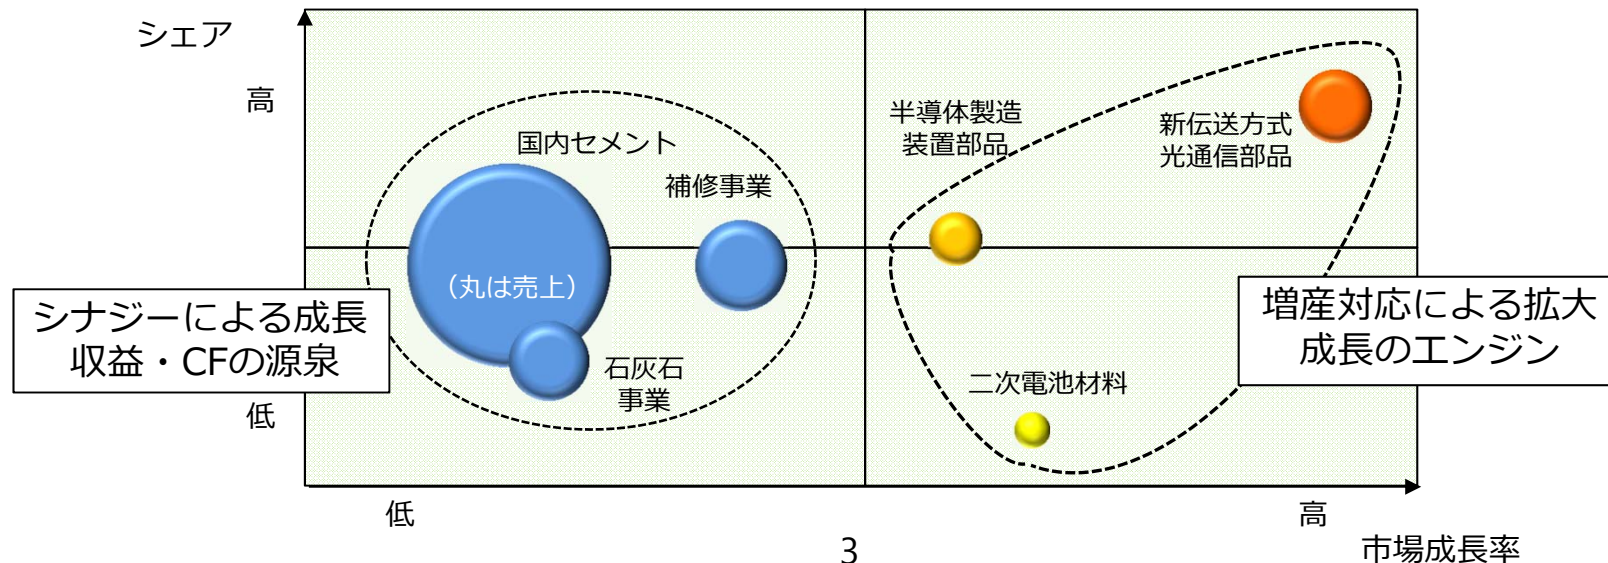 シェア
高
国内セメント
補修事業
(丸は売上)
石灰石
事業
シナジーによる成長
収益・CFの源泉
低
半導体製造
装置部品
新伝送方式
光通信部品
二次電池材料
増産対応による拡大
成長のエンジン
低
高
3
市場成長率